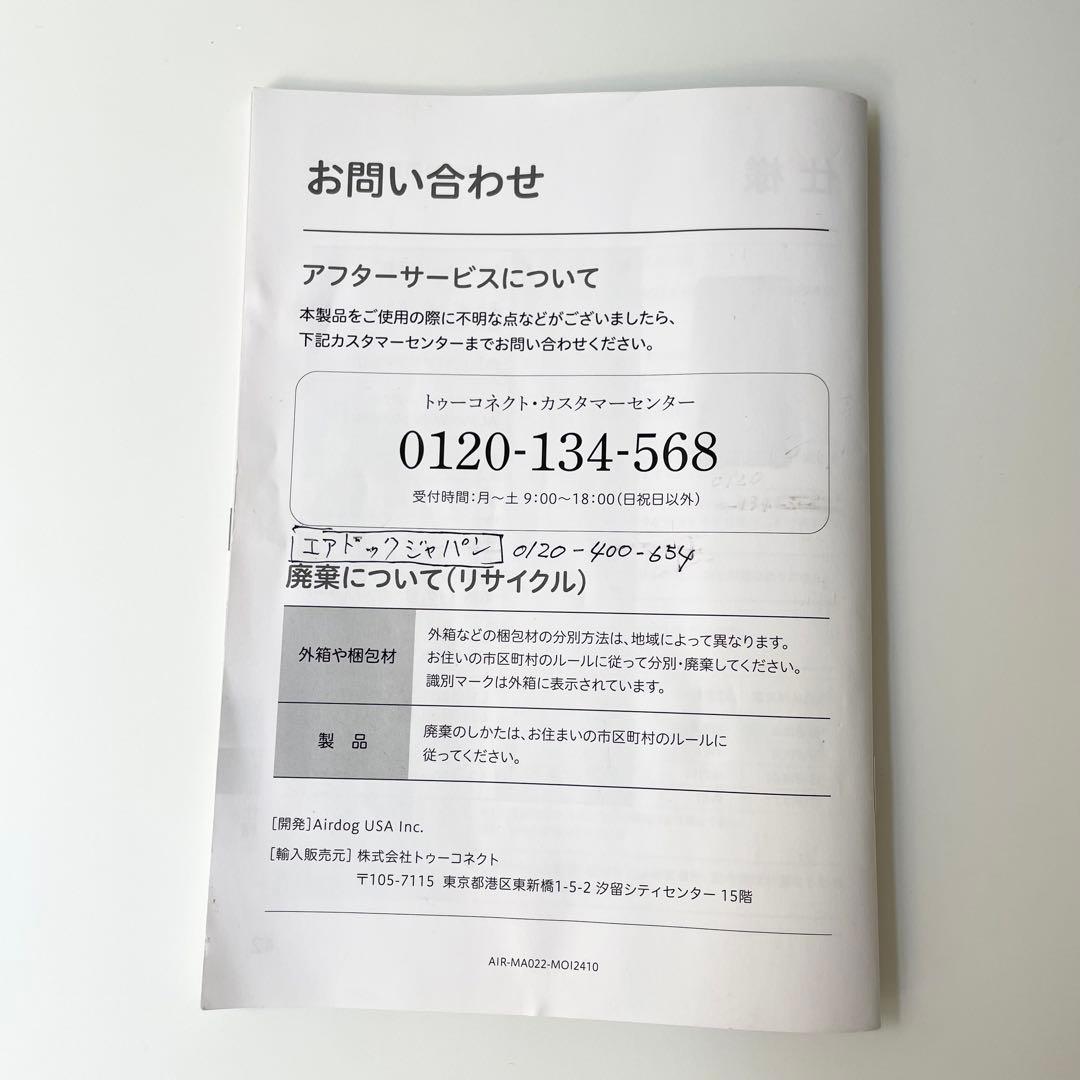 お問い合わせ
アフターサービスについて
本製品をご使用の際に不明な点などがございましたら、
下記カスタマーセンターまでお問い合わせください。
トゥーコネクト・カスタマーセンター
0120-134-568
受付時間:月〜土 9:00〜18:00(日祝日以外)
エアドックジャパン 0120-400-654
廃棄について(リサイクル)
外箱や梱包材
外箱などの梱包材の分別方法は、地域によって異なります。
お住いの市区町村のルールに従って分別・廃棄してください。
識別マークは外箱に表示されています。
製 品
廃棄のしかたは、お住まいの市区町村のルールに
従ってください。
[開発]Airdog USA Inc.
[輸入販売元] 株式会社トゥーコネクト
〒105-7115 東京都港区東新橋1-5-2 汐留シティセンター 15階
AIR-MA022-MOI2410